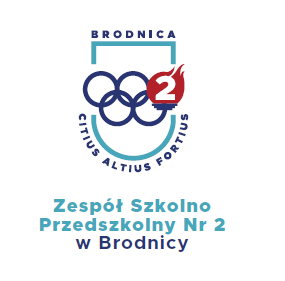 BRODNICA
2
CITIUS ALTIUS FORTIUS
Zespół Szkolno
Przedszkolny Nr 2
w Brodnicy